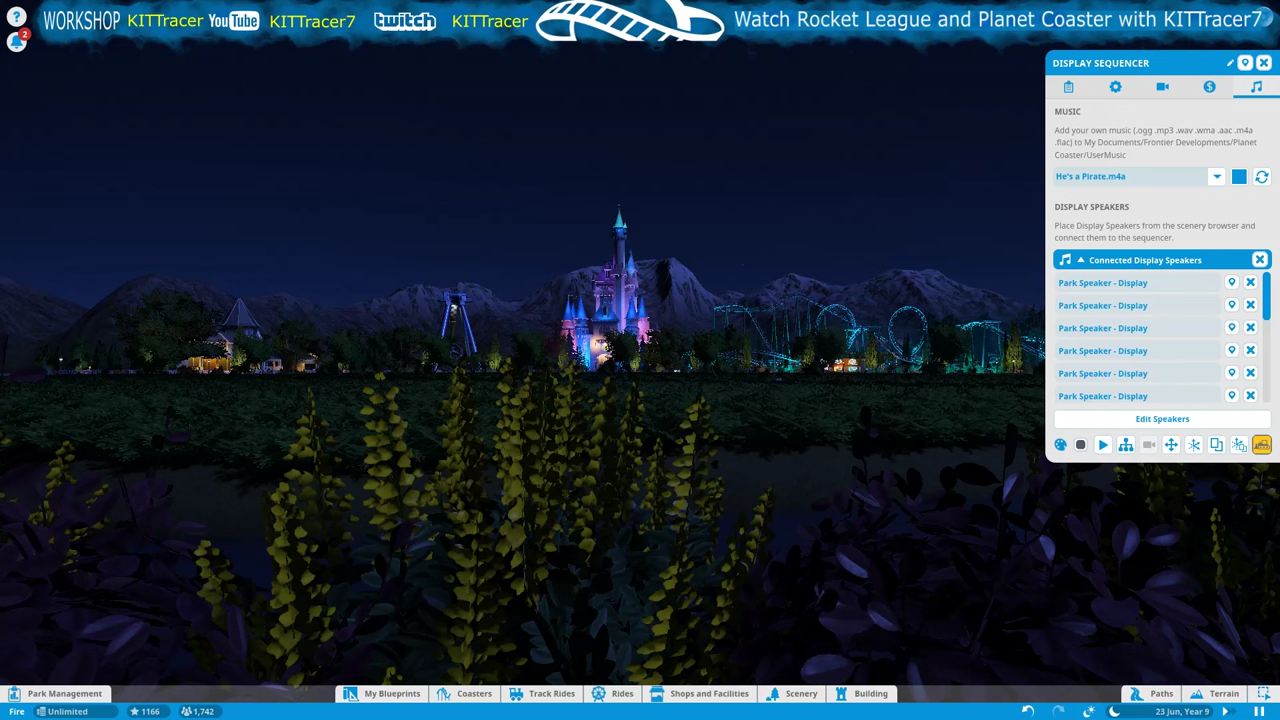 ?
2
WORKSHOP KITTracer YouTube KITTracer7 twitch KITTracer
Watch Rocket League and Planet Coaster with KITTracer7
DISPLAY SEQUENCER
MUSIC
Add your own music (.ogg .mp3 .wav .wma .aac .m4a
.flac) to My Documents/Frontier Developments/Planet
Coaster/UserMusic
He's a Pirate.m4a
DISPLAY SPEAKERS
Place Display Speakers from the scenery browser and
connect them to the sequencer.
Connected Display Speakers
Park Speaker - Display
Park Speaker - Display
Park Speaker - Display
Park Speaker - Display
Park Speaker - Display
Park Speaker - Display
Edit Speakers
Park Management
My Blueprints
Coasters
Track Rides
Rides
Shops and Facilities
Scenery
Building
Paths
Terrain
Fire
Unlimited
1166
1,742
23 Jun, Year 9